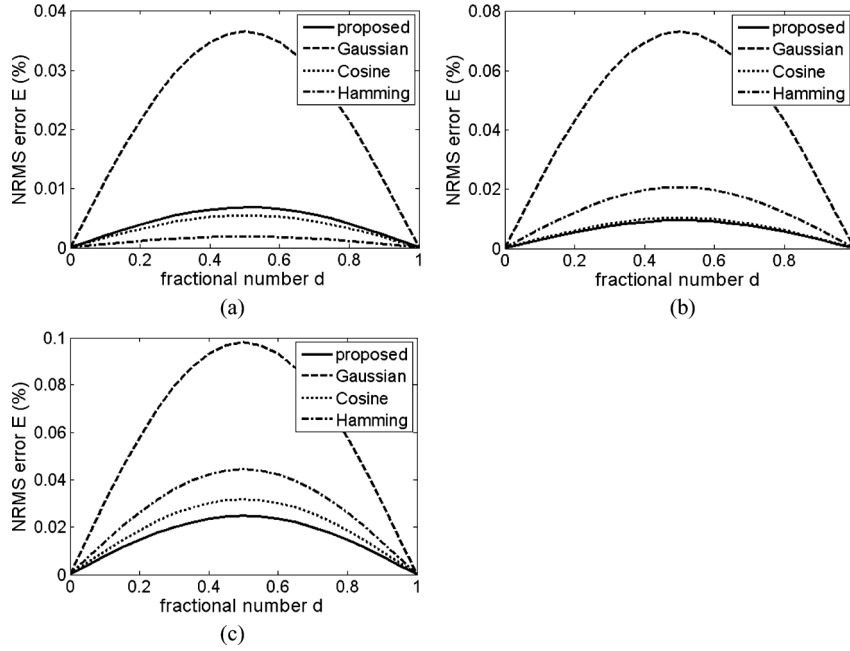 0.04
0.03
0.02
0.01
0
NRMS error E (%)
proposed
Gaussian
Cosine
Hamming
0 0.2 0.4 0.6 0.8 1
fractional number d
(a)
0.08
0.06
0.04
0.02
0
NRMS error E (%)
proposed
Gaussian
Cosine
Hamming
0 0.2 0.4 0.6 0.8
fractional number d
(b)
0.1
0.08
0.06
0.04
0.02
0
NRMS error E (%)
proposed
Gaussian
Cosine
Hamming
0 0.2 0.4 0.6 0.8 1
fractional number d
(c)